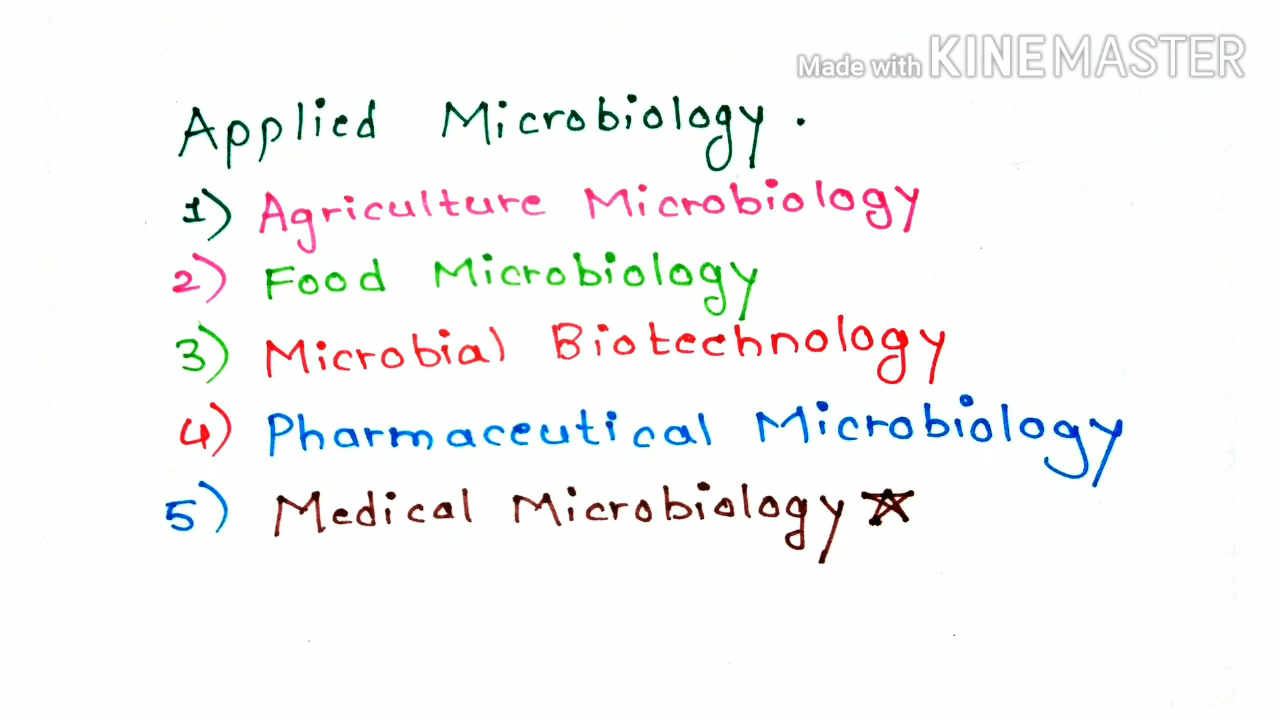 Made with KINEMASTER
Applied Microbiology.
1) Agriculture Microbiology
2) Food Microbiology
3) Microbial Biotechnology
4) Pharmaceutical Microbiology
5) Medical Microbiology ☆